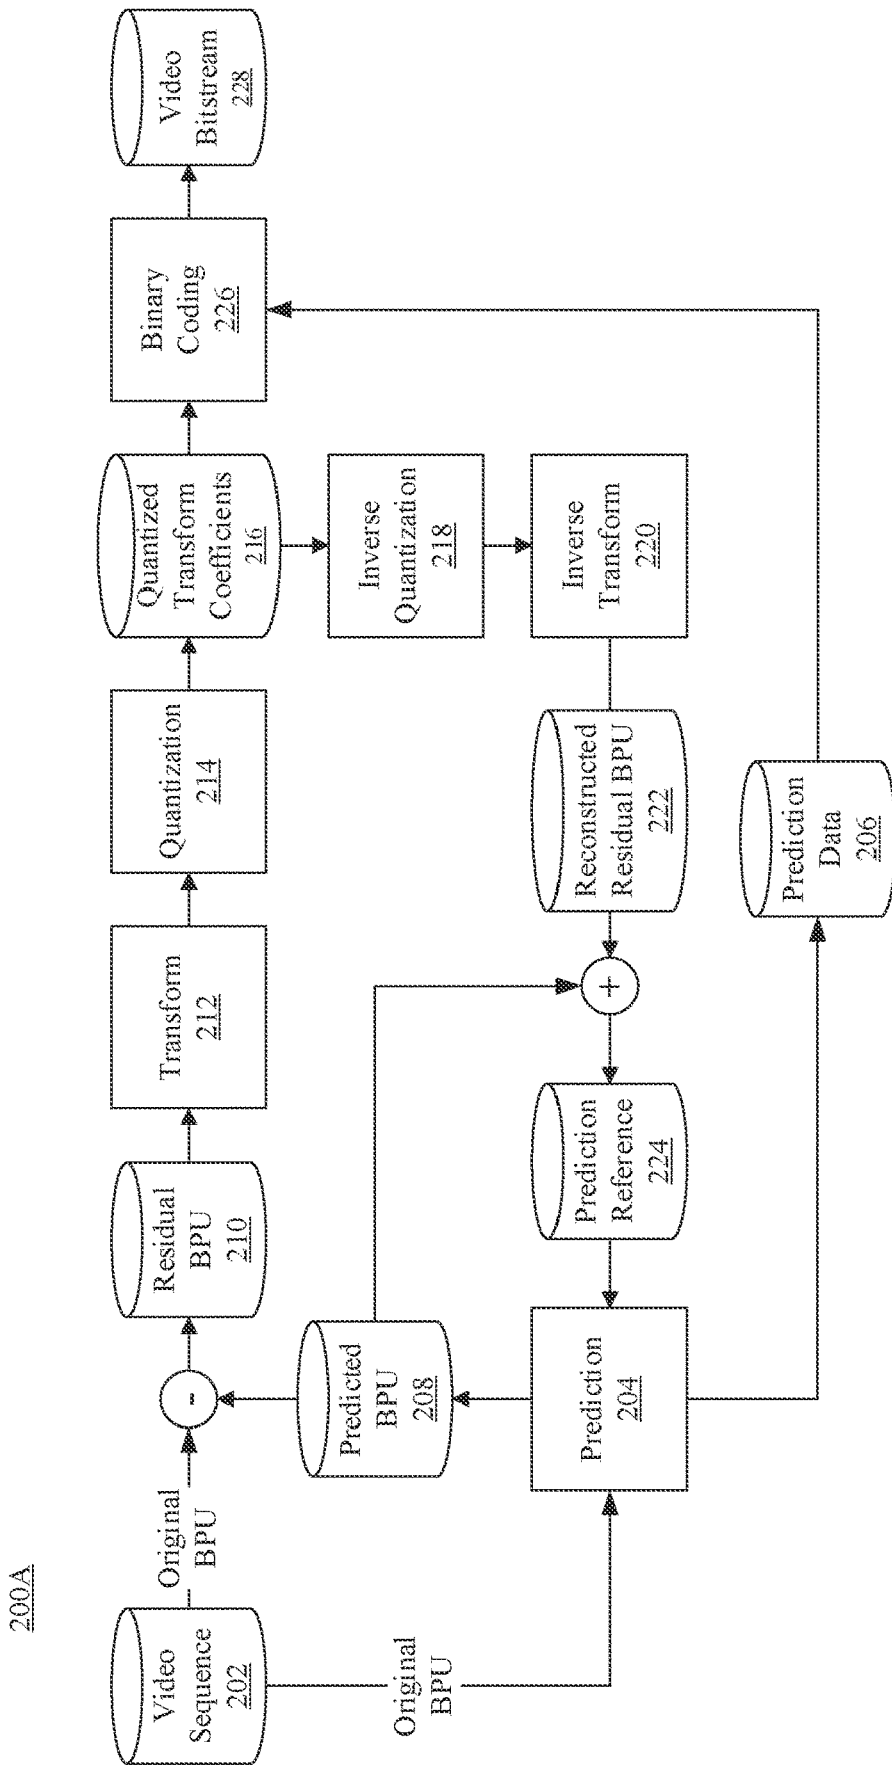 200A
Video
Sequence
202
Original
BPU
-
Residual
BPU
210
Transform
212
Quantization
214
Quantized
Transform
Coefficients
216
Binary
Coding
226
Video
Bitstream
228
Original
BPU
Predicted
BPU
208
Inverse
Quantization
218
Prediction
204
Prediction
Reference
224
+
Reconstructed
Residual BPU
222
Inverse
Transform
220
Prediction
Data
206